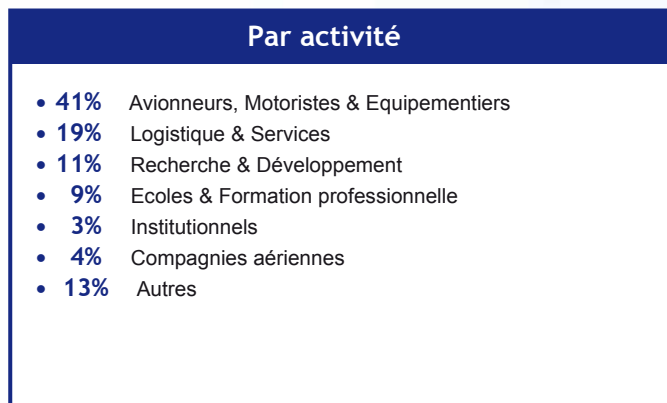 Par activité
• 41% Avionneurs, Motoristes & Equipementiers
• 19% Logistique & Services
• 11% Recherche & Développement
• 9% Ecoles & Formation professionnelle
• 3% Institutionnels
• 4% Compagnies aériennes
• 13% Autres